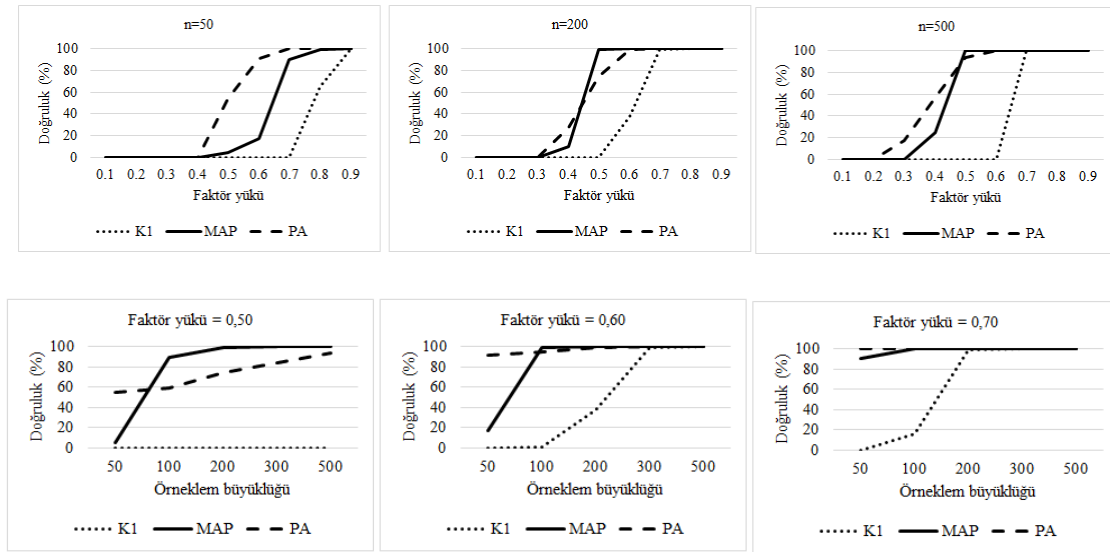 n=50
100
80
60
40
20
0
Doğruluk (%)
0.1 0.2 0.3 0.4 0.5 0.6 0.7 0.8 0.9
Faktör yükü
K1 MAP PA
n=200
100
80
60
40
20
0
Doğruluk (%)
0.1 0.2 0.3 0.4 0.5 0.6 0.7 0.8 0.9
Faktör yükü
K1 MAP PA
n=500
100
80
60
40
20
0
Doğruluk (%)
0.1 0.2 0.3 0.4 0.5 0.6 0.7 0.8 0.9
Faktör yükü
K1 MAP PA
Faktör yükü = 0,50
100
80
60
40
20
0
Doğruluk (%)
50 100 200 300 500
Örneklem büyüklüğü
K1 MAP PA
Faktör yükü = 0,60
100
80
60
40
20
0
Doğruluk (%)
50 100 200 300 500
Örneklem büyüklüğü
K1 MAP PA
Faktör yükü = 0,70
100
80
60
40
20
0
Doğruluk (%)
50 100 200 300 500
Örneklem büyüklüğü
K1 MAP PA